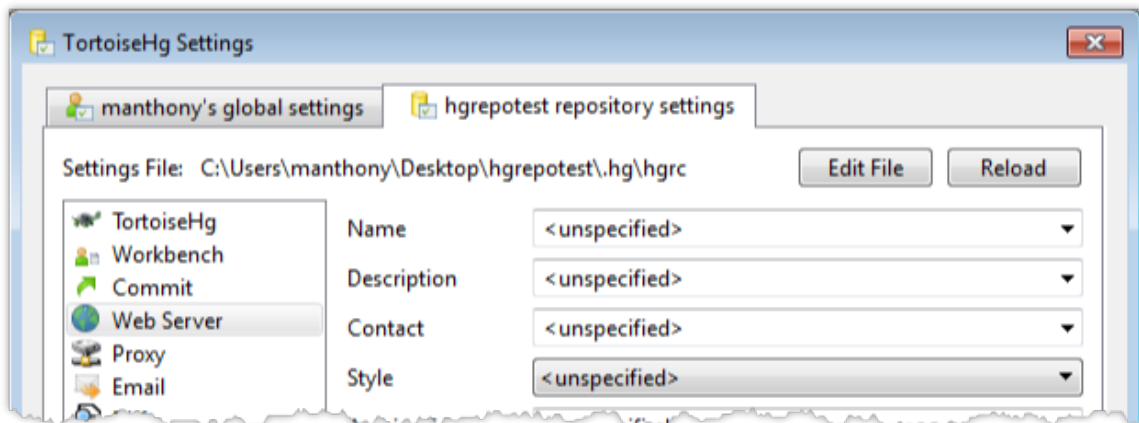 TortoiseHg Settings
manthony's global settings
hgrepotest repository settings
Settings File: C:\Users\manthony\Desktop\hgrepotest\.hg\hgrc
Edit File
Reload
TortoiseHg
Workbench
Commit
Web Server
Proxy
Email
Name <unspecified>
Description <unspecified>
Contact <unspecified>
Style <unspecified>